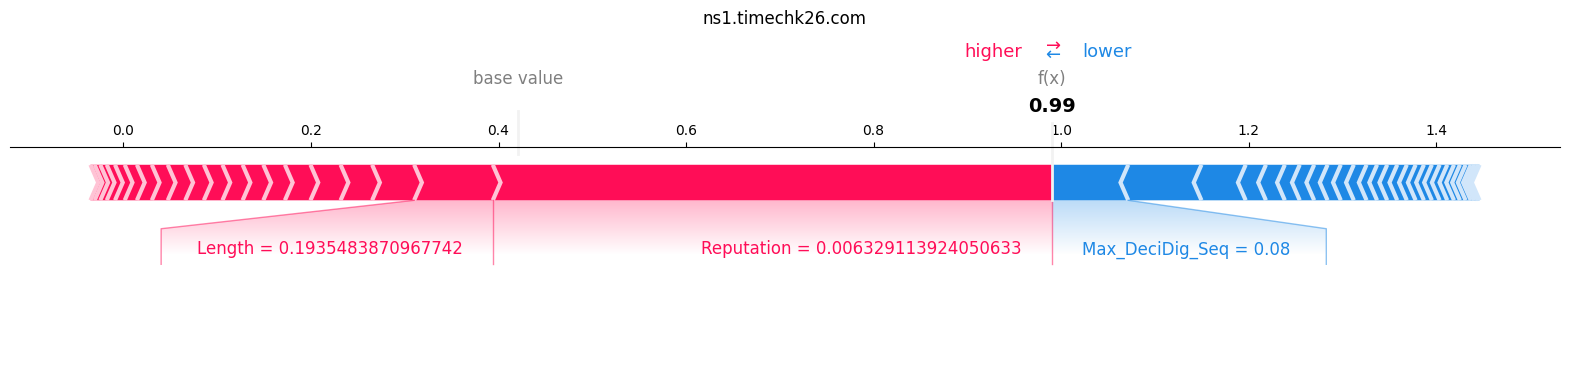 ns1.timechk26.com
higher → ← lower
base value f(x)
0.99
0.0 0.2 0.4 0.6 0.8 1.0 1.2 1.4
Length = 0.1935483870967742 Reputation = 0.006329113924050633 Max_DeciDig_Seq = 0.08